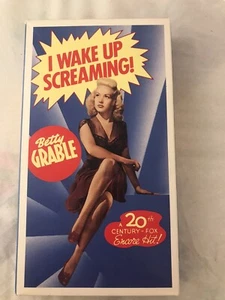 I WAKE UP
SCREAMING!
Betty
GRABLE
A 20th
CENTURY-FOX
Encore Hit!